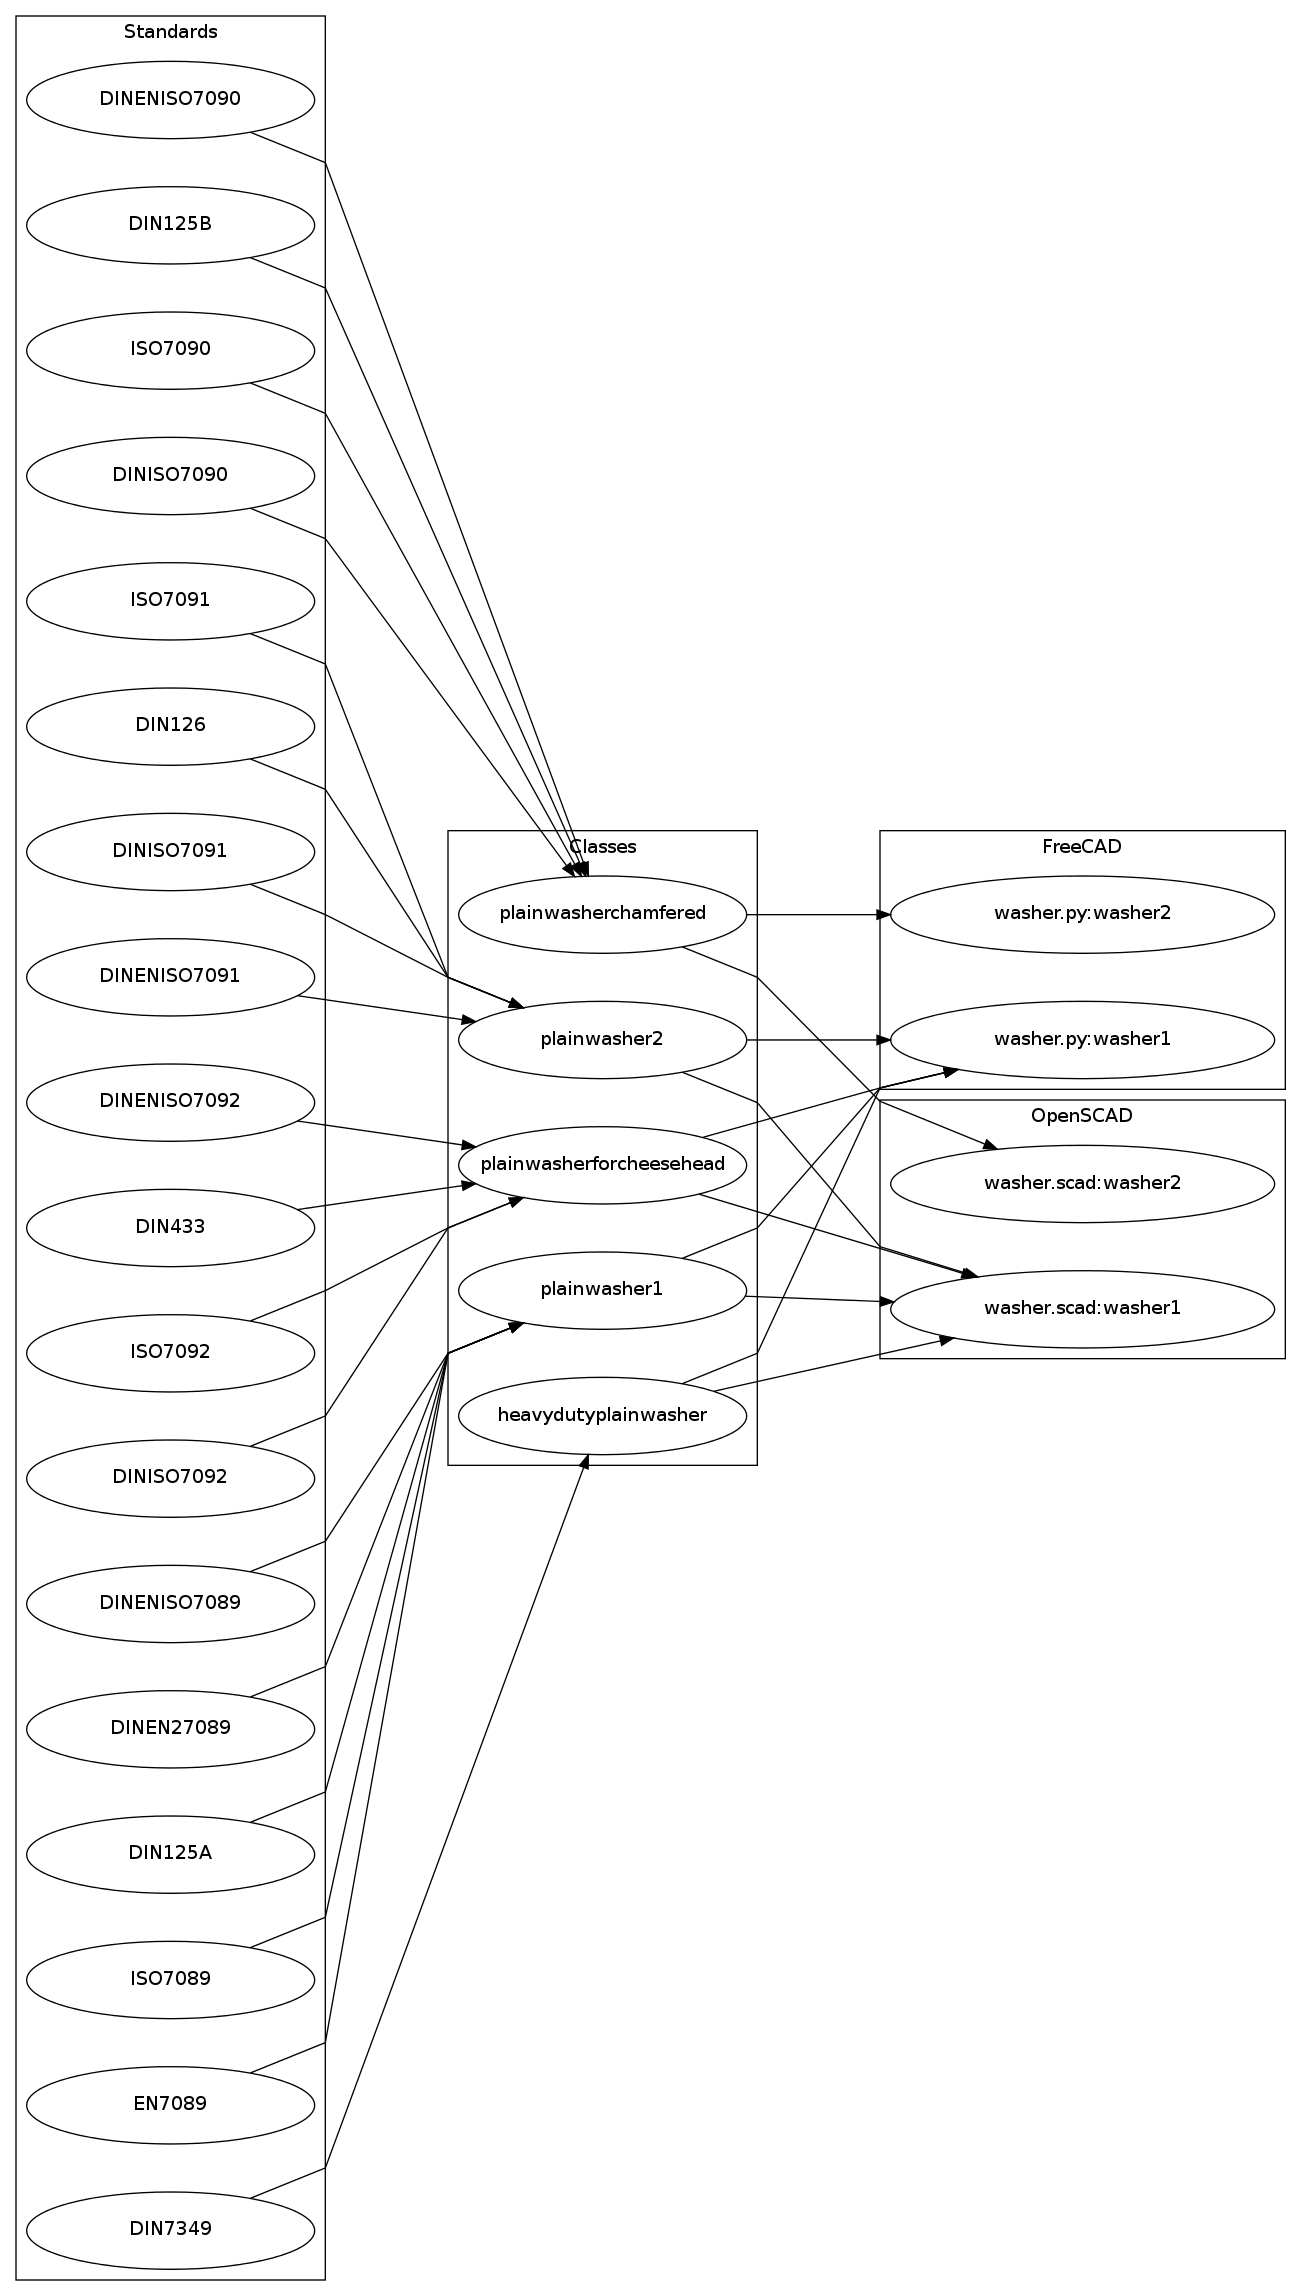 Standards
DINENISO7090
DIN125B
ISO7090
DINISO7090
ISO7091
DIN126
DINISO7091
DINENISO7091
DINENISO7092
DIN433
ISO7092
DINISO7092
DINENISO7089
DINEN27089
DIN125A
ISO7089
EN7089
DIN7349
Classes
plainwasherchamfered
plainwasher2
plainwasherforcheesehead
plainwasher1
heavydutyplainwasher
FreeCAD
washer.py:washer2
washer.py:washer1
OpenSCAD
washer.scad:washer2
washer.scad:washer1